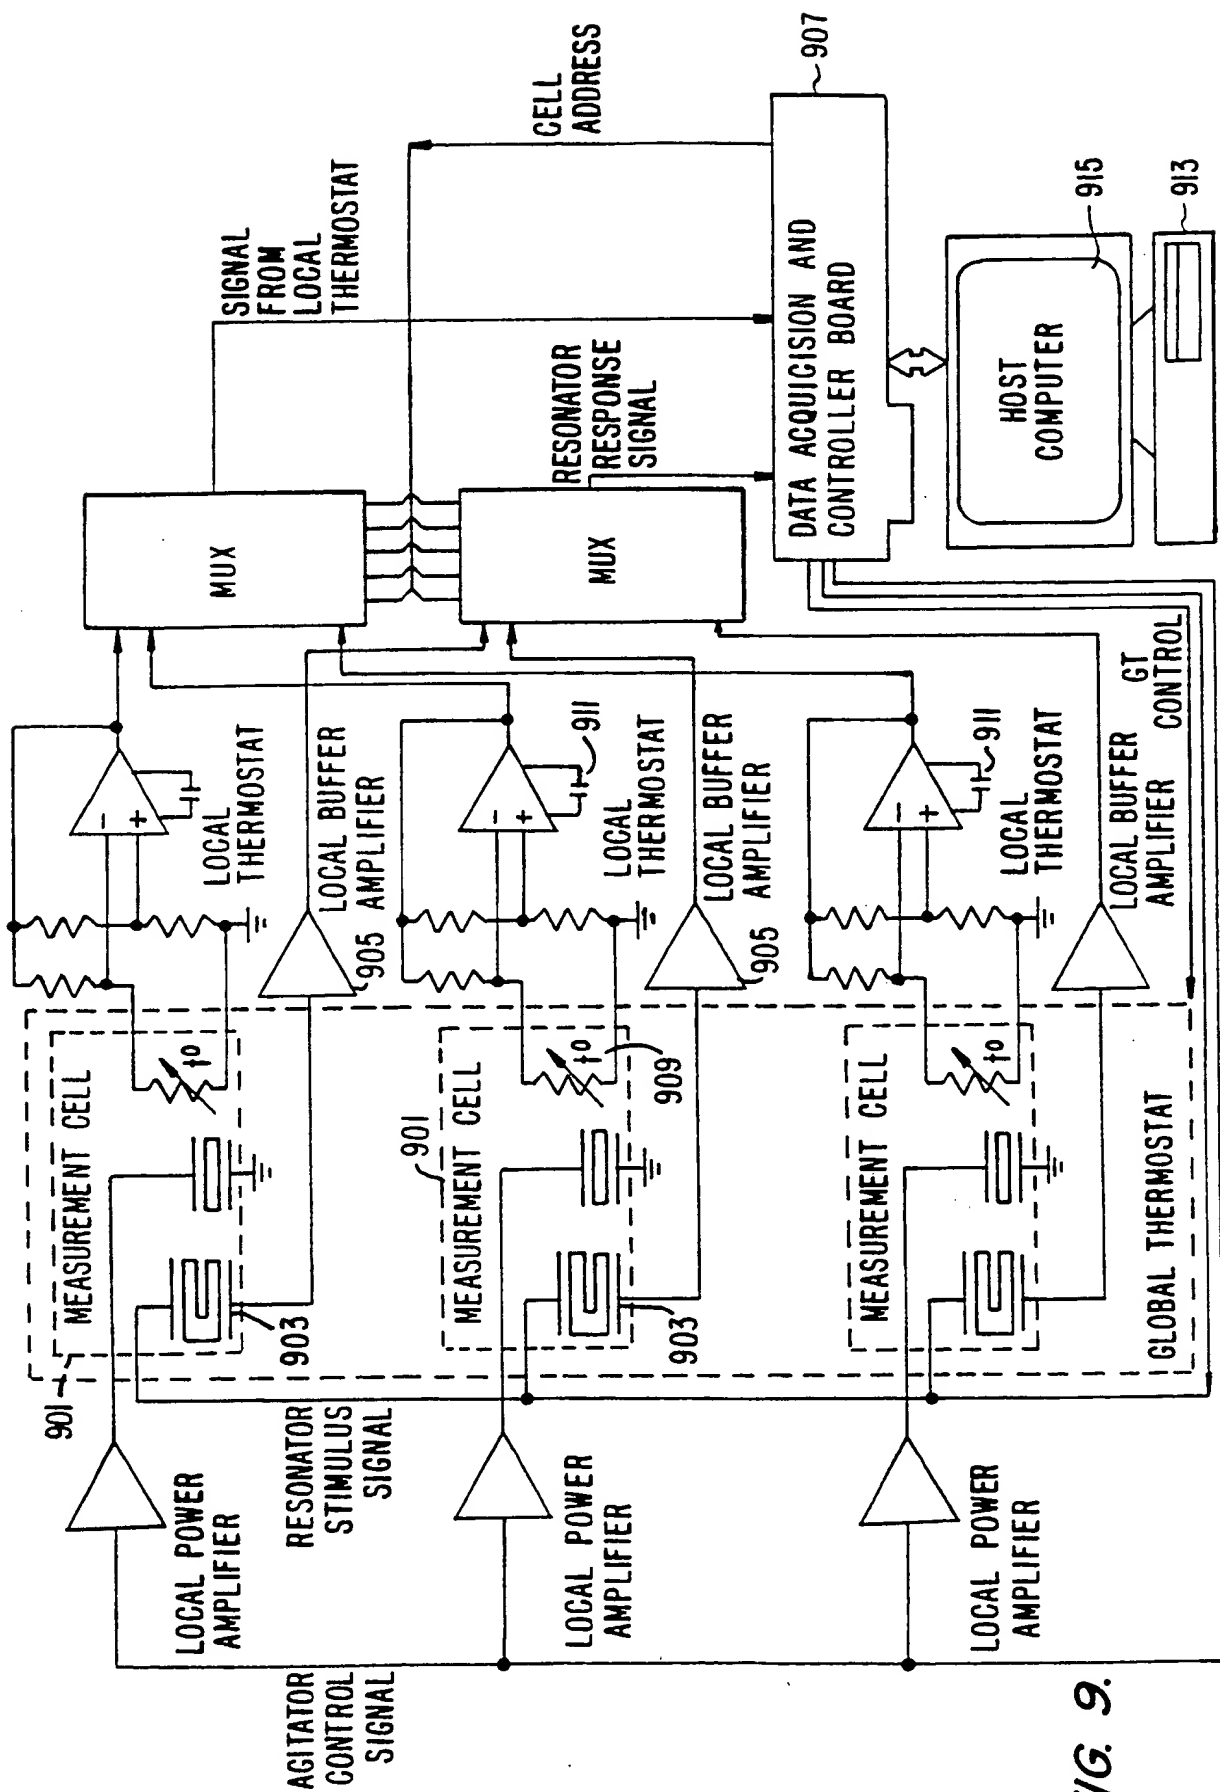 AGITATOR
CONTROL
SIGNAL
LOCAL POWER
AMPLIFIER
RESONATOR
STIMULUS
SIGNAL
901
MEASUREMENT CELL
903
t°
905
LOCAL BUFFER
AMPLIFIER
LOCAL
THERMOSTAT
-
+
MUX
SIGNAL
FROM
LOCAL
THERMOSTAT
CELL
ADDRESS
LOCAL POWER
AMPLIFIER
901
MEASUREMENT CELL
903
t°
909
905
LOCAL BUFFER
AMPLIFIER
LOCAL
THERMOSTAT
911
-
+
MUX
RESONATOR
RESPONSE
SIGNAL
DATA ACQUICISION AND
CONTROLLER BOARD
907
LOCAL POWER
AMPLIFIER
MEASUREMENT CELL
t°
GLOBAL THERMOSTAT
LOCAL BUFFER
AMPLIFIER
LOCAL
THERMOSTAT
911
-
+
GT
CONTROL
HOST
COMPUTER
915
913
FIG. 9.